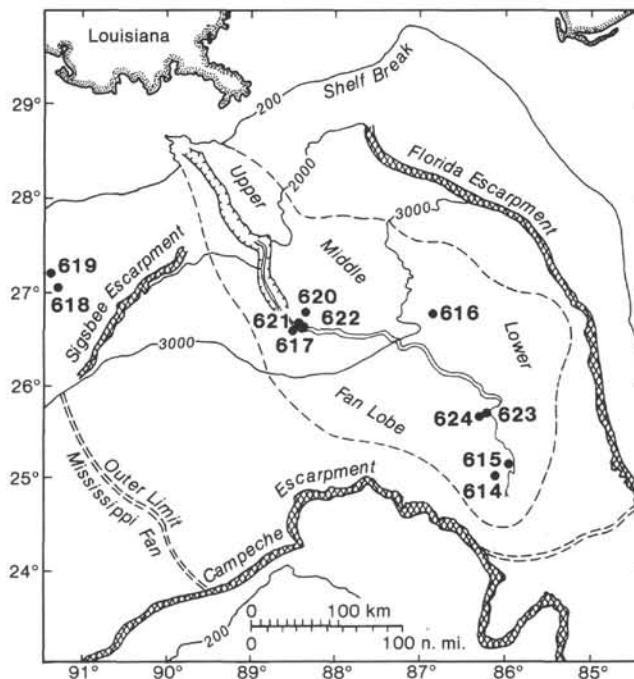 Louisiana
200
Shelf Break
29°
28°
27°
26°
25°
24°
Upper
2000
Florida Escarpment
3000
Middle
619
618
Sigsbee Escarpment
620
621
622
617
616
Lower
3000
Fan Lobe
624
623
615
614
Outer Limit
Mississippi Fan
Campeche
Escarpment
200
0 100 km
0 100 n. mi.
91° 90° 89° 88° 87° 86° 85°